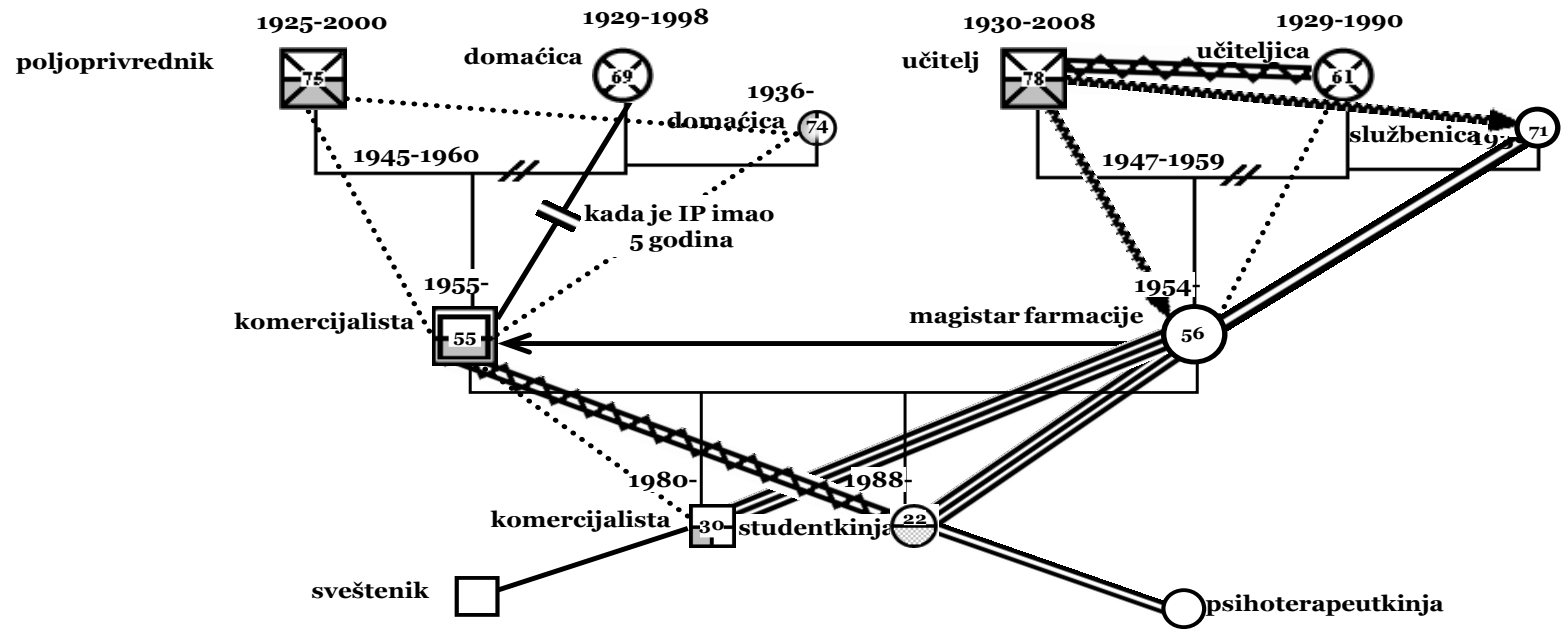 1925-2000
1929-1998
1930-2008
1929-1990
poljoprivrednik
domaćica
učitelj
učiteljica
75
69
78
61
1936-
domaćica
74
službenica
71
1945-1960
1947-1959
kada je IP imao
5 godina
1955-
1954-
komercijalista
55
magistar farmacije
56
1980-
1988-
komercijalista
30
studentkinja
22
sveštenik
psihoterapeutkinja